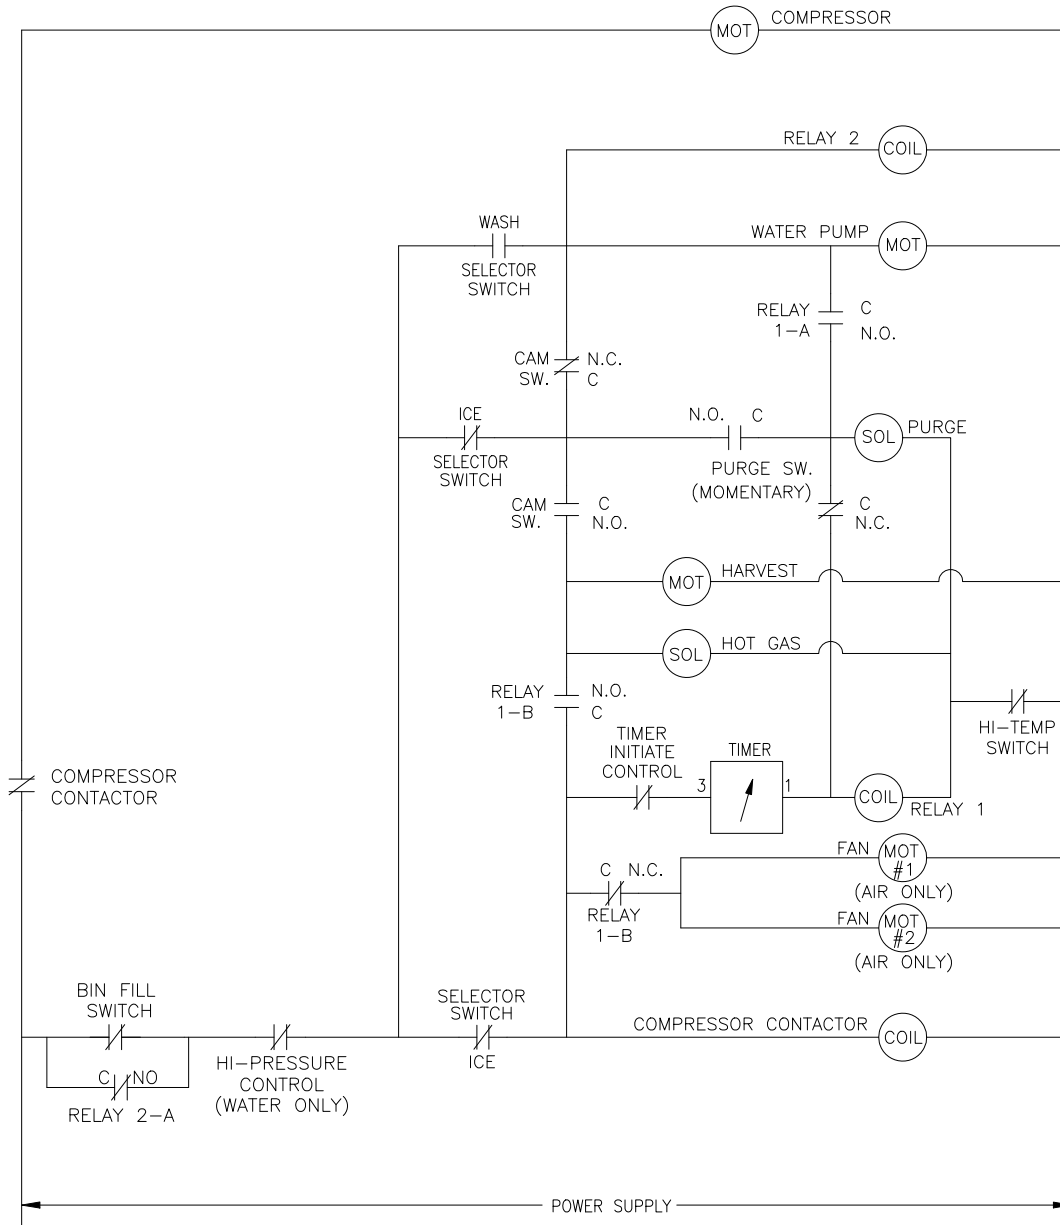 MOT COMPRESSOR
RELAY 2 COIL
WASH
SELECTOR
SWITCH
WATER PUMP MOT
RELAY
1-A
C
N.O.
CAM
SW.
N.C.
C
ICE
SELECTOR
SWITCH
N.O. C
PURGE SW.
(MOMENTARY)
SOL PURGE
CAM
SW.
C
N.O.
C
N.C.
MOT HARVEST
SOL HOT GAS
RELAY
1-B
N.O.
C
HI-TEMP
SWITCH
TIMER
INITIATE
CONTROL
TIMER
3 1
COIL
RELAY 1
COMPRESSOR
CONTACTOR
C N.C.
RELAY
1-B
FAN MOT
#1
(AIR ONLY)
FAN MOT
#2
(AIR ONLY)
BIN FILL
SWITCH
C NO
RELAY 2-A
HI-PRESSURE
CONTROL
(WATER ONLY)
SELECTOR
SWITCH
ICE
COMPRESSOR CONTACTOR COIL
POWER SUPPLY